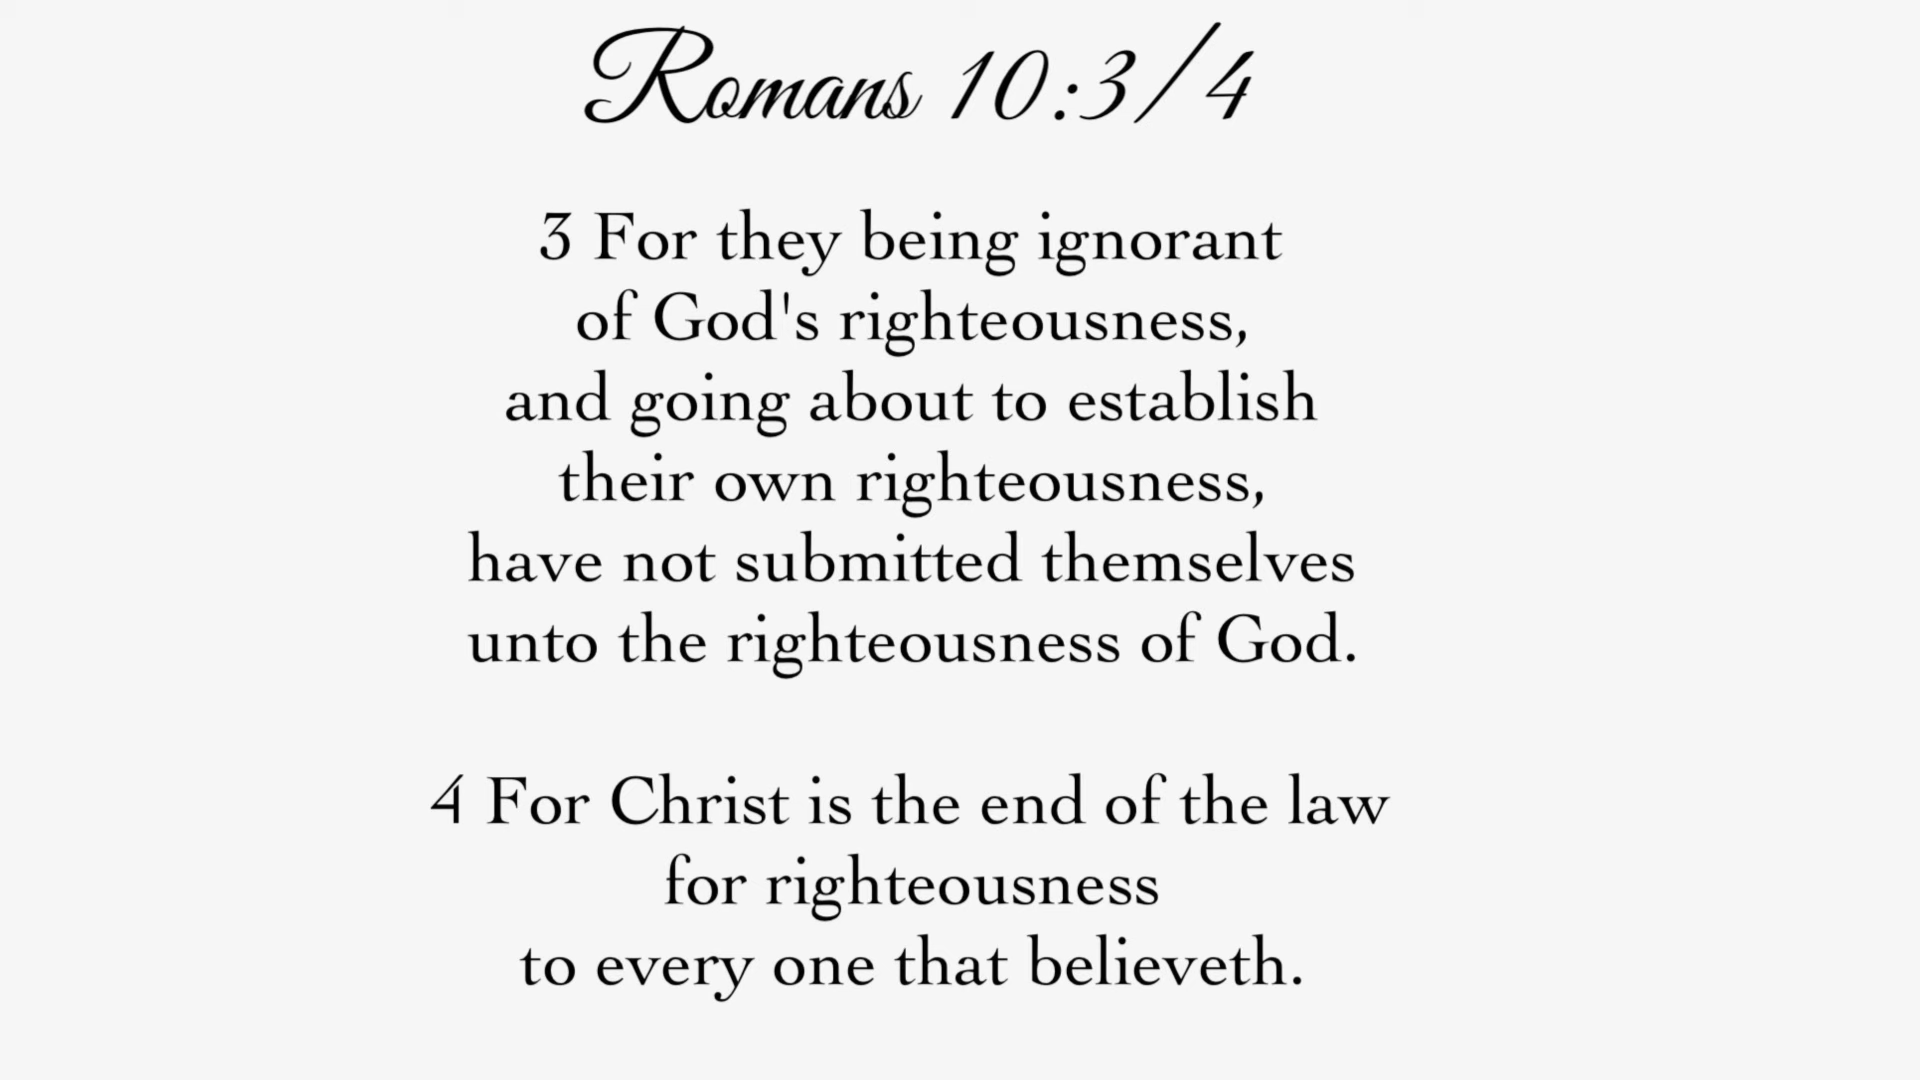 Romans 10:3/4
3 For they being ignorant
of God's righteousness,
and going about to establish
their own righteousness,
have not submitted themselves
unto the righteousness of God.
4 For Christ is the end of the law
for righteousness
to every one that believeth.